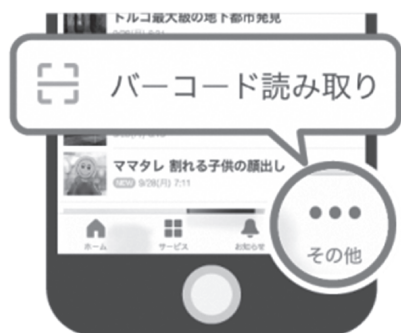 トルコ最大級の地下都市発見
バーコード読み取り
ママタレ 割れる子供の顔出し
NEW 9/28(月) 7:11
ホーム
サービス
お知らせ
その他